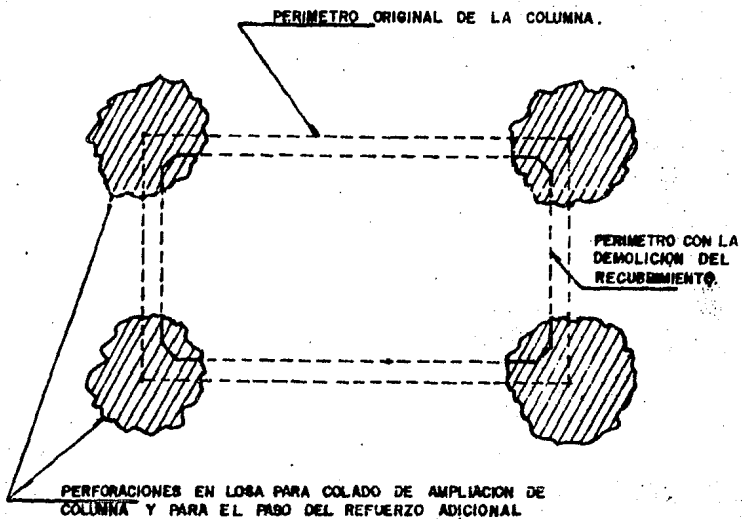 PERIMETRO ORIGINAL DE LA COLUMNA.
PERIMETRO CON LA
DEMOLICION DEL
RECUBRIMIENTO.
PERFORACIONES EN LOSA PARA COLADO DE AMPLIACION DE
COLUMNA Y PARA EL PASO DEL REFUERZO ADICIONAL